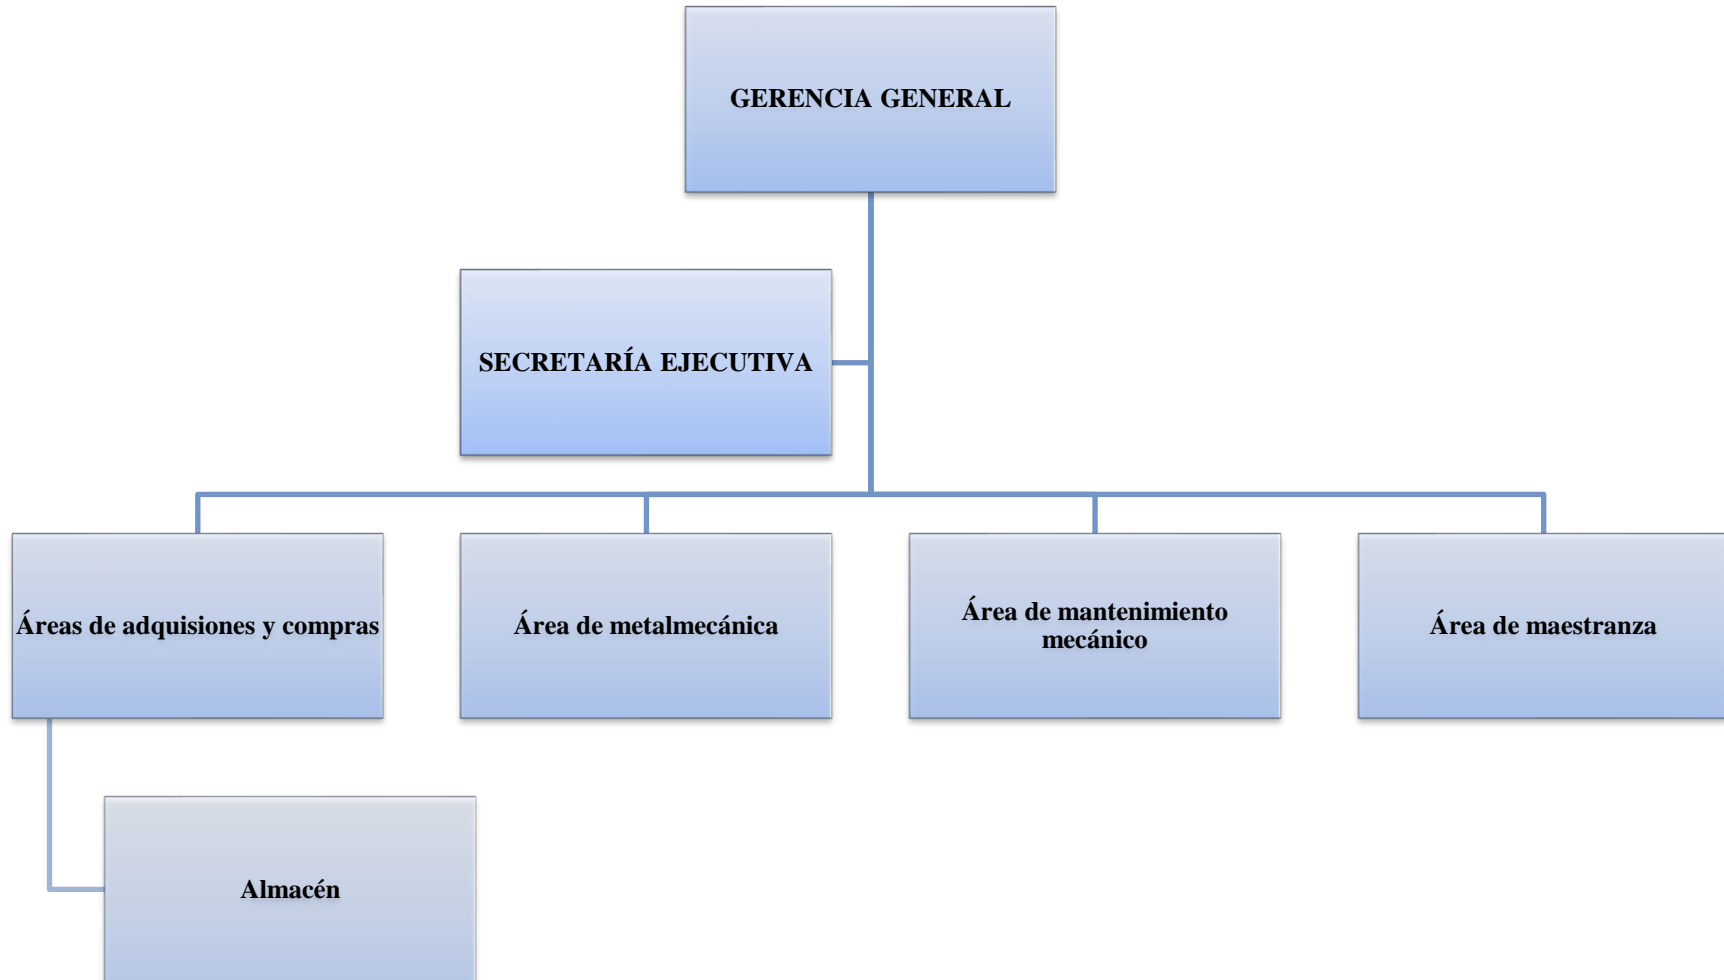 GERENCIA GENERAL
SECRETARÍA EJECUTIVA
Áreas de adquisiones y compras
Área de metalmecánica
Área de mantenimiento
mecánico
Área de maestranza
Almacén